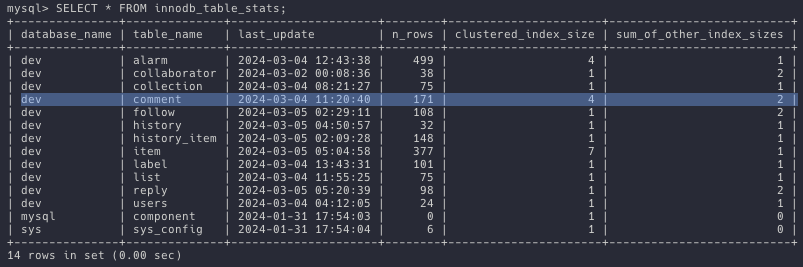 mysql> SELECT * FROM innodb_table_stats;
+---------------+--------------+---------------------+--------+----------------------+--------------------------+
| database_name | table_name   | last_update         | n_rows | clustered_index_size | sum_of_other_index_sizes |
+---------------+--------------+---------------------+--------+----------------------+--------------------------+
| dev           | alarm        | 2024-03-04 12:43:38 |    499 |                    4 |                        1 |
| dev           | collaborator | 2024-03-02 00:08:36 |     38 |                    1 |                        2 |
| dev           | collection   | 2024-03-04 08:21:27 |     75 |                    1 |                        1 |
| dev           | comment      | 2024-03-04 11:20:40 |    171 |                    4 |                        2 |
| dev           | follow       | 2024-03-05 02:29:11 |    108 |                    1 |                        2 |
| dev           | history      | 2024-03-05 04:50:57 |     32 |                    1 |                        1 |
| dev           | history_item | 2024-03-05 02:09:28 |    148 |                    1 |                        1 |
| dev           | item         | 2024-03-05 05:04:58 |    377 |                    7 |                        1 |
| dev           | label        | 2024-03-04 13:43:31 |    101 |                    1 |                        1 |
| dev           | list         | 2024-03-04 11:55:25 |     75 |                    1 |                        1 |
| dev           | reply        | 2024-03-05 05:20:39 |     98 |                    1 |                        2 |
| dev           | users        | 2024-03-04 04:12:05 |     24 |                    1 |                        1 |
| mysql         | component    | 2024-01-31 17:54:03 |      0 |                    1 |                        0 |
| sys           | sys_config   | 2024-01-31 17:54:04 |      6 |                    1 |                        0 |
+---------------+--------------+---------------------+--------+----------------------+--------------------------+
14 rows in set (0.00 sec)